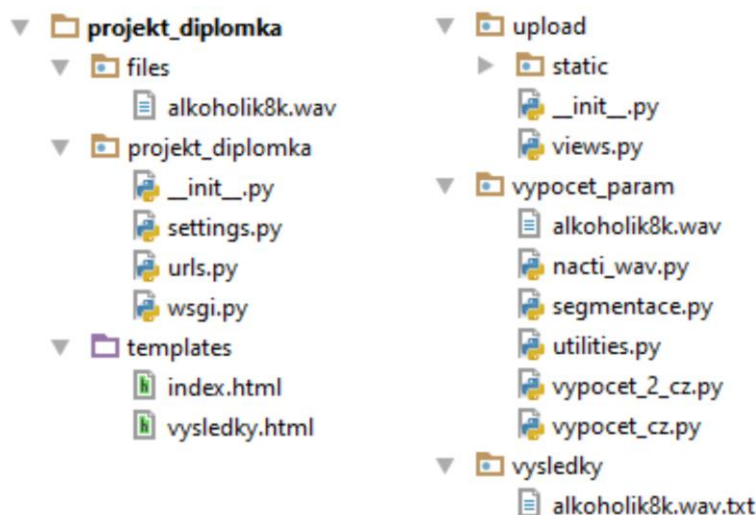 projekt_diplomka
files
alkoholik8k.wav
projekt_diplomka
__init__.py
settings.py
urls.py
wsgi.py
templates
index.html
vysledky.html
upload
static
__init__.py
views.py
vypocet_param
alkoholik8k.wav
nacti_wav.py
segmentace.py
utilities.py
vypocet_2_cz.py
vypocet_cz.py
vysledky
alkoholik8k.wav.txt